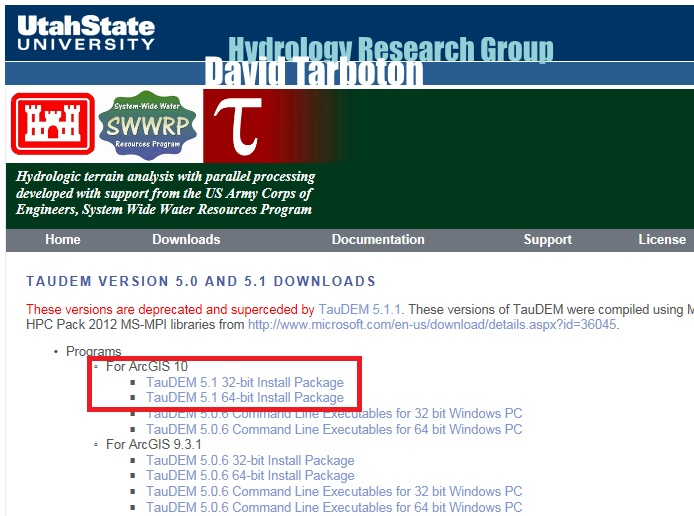 UtahState
UNIVERSITY
Hydrology Research Group
David Tarboton
System-Wide Water
SWWRP
Resources Program
τ
Hydrologic terrain analysis with parallel processing
developed with support from the US Army Corps of
Engineers, System Wide Water Resources Program
Home Downloads Documentation Support License
TAUDEM VERSION 5.0 AND 5.1 DOWNLOADS
These versions are deprecated and superceded by TauDEM 5.1.1. These versions of TauDEM were compiled using M
HPC Pack 2012 MS-MPI libraries from http://www.microsoft.com/en-us/download/details.aspx?id=36045.
Programs
For ArcGIS 10
TauDEM 5.1 32-bit Install Package
TauDEM 5.1 64-bit Install Package
5.0.6 Command Line Executables for 32 bit Windows PC
TauDEM 5.0.6 Command Line Executables for 64 bit Windows PC
For ArcGIS 9.3.1
TauDEM 5.0.6 32-bit Install Package
TauDEM 5.0.6 64-bit Install Package
TauDEM 5.0.6 Command Line Executables for 32 bit Windows PC
TauDEM 5.0.6 Command Line Executables for 64 bit Windows PC